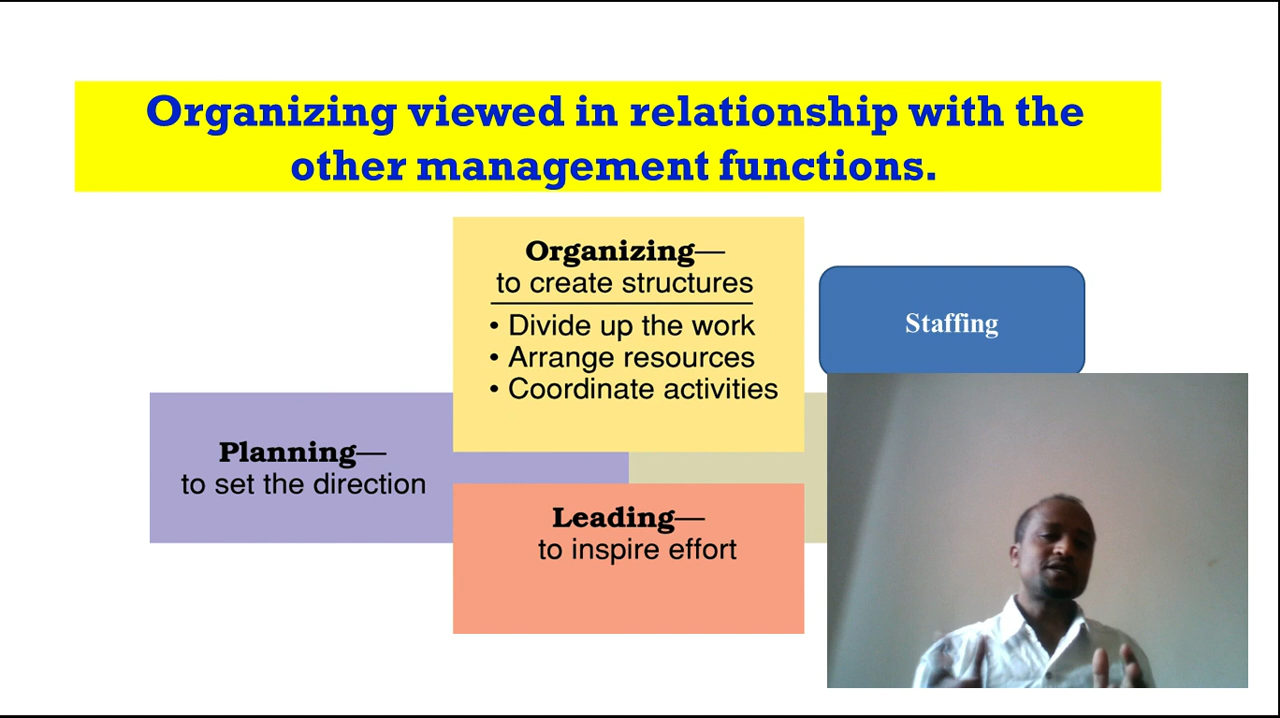 Organizing viewed in relationship with the
other management functions.
Organizing—
to create structures
• Divide up the work
• Arrange resources
• Coordinate activities
Staffing
Planning—
to set the direction
Leading—
to inspire effort